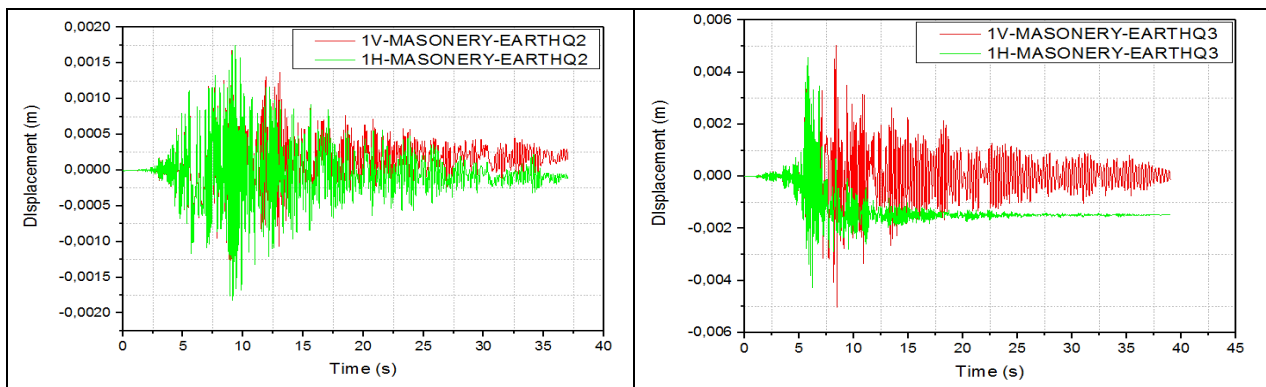 1V-MASONERY-EARTHQ2
1H-MASONERY-EARTHQ2
0,0020
0,0015
0,0010
0,0005
0,0000
-0,0005
-0,0010
-0,0015
-0,0020
DIsplacement (m)
0 5 10 15 20 25 30 35 40
Time (s)
1V-MASONERY-EARTHQ3
1H-MASONERY-EARTHQ3
0,006
0,004
0,002
0,000
-0,002
-0,004
-0,006
DIsplacement (m)
0 5 10 15 20 25 30 35 40 45
Time (s)